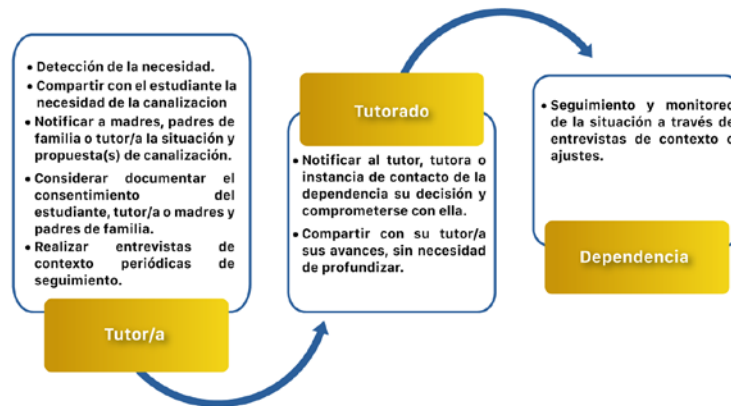 • Detección de la necesidad.
• Compartir con el estudiante la
necesidad de la canalizacion
• Notificar a madres, padres de
familia o tutor/a la situación y
propuesta(s) de canalización.
• Considerar documentar el
consentimiento del
estudiante, tutor/a o madres y
padres de familia.
• Realizar entrevistas de
contexto periódicas de
seguimiento.
Tutor/a
Tutorado
• Notificar al tutor, tutora o
instancia de contacto de la
dependencia su decisión y
comprometerse con ella.
• Compartir con su tutor/a
sus avances, sin necesidad
de profundizar.
• Seguimiento y monitoreo
de la situación a través de
entrevistas de contexto o
ajustes.
Dependencia